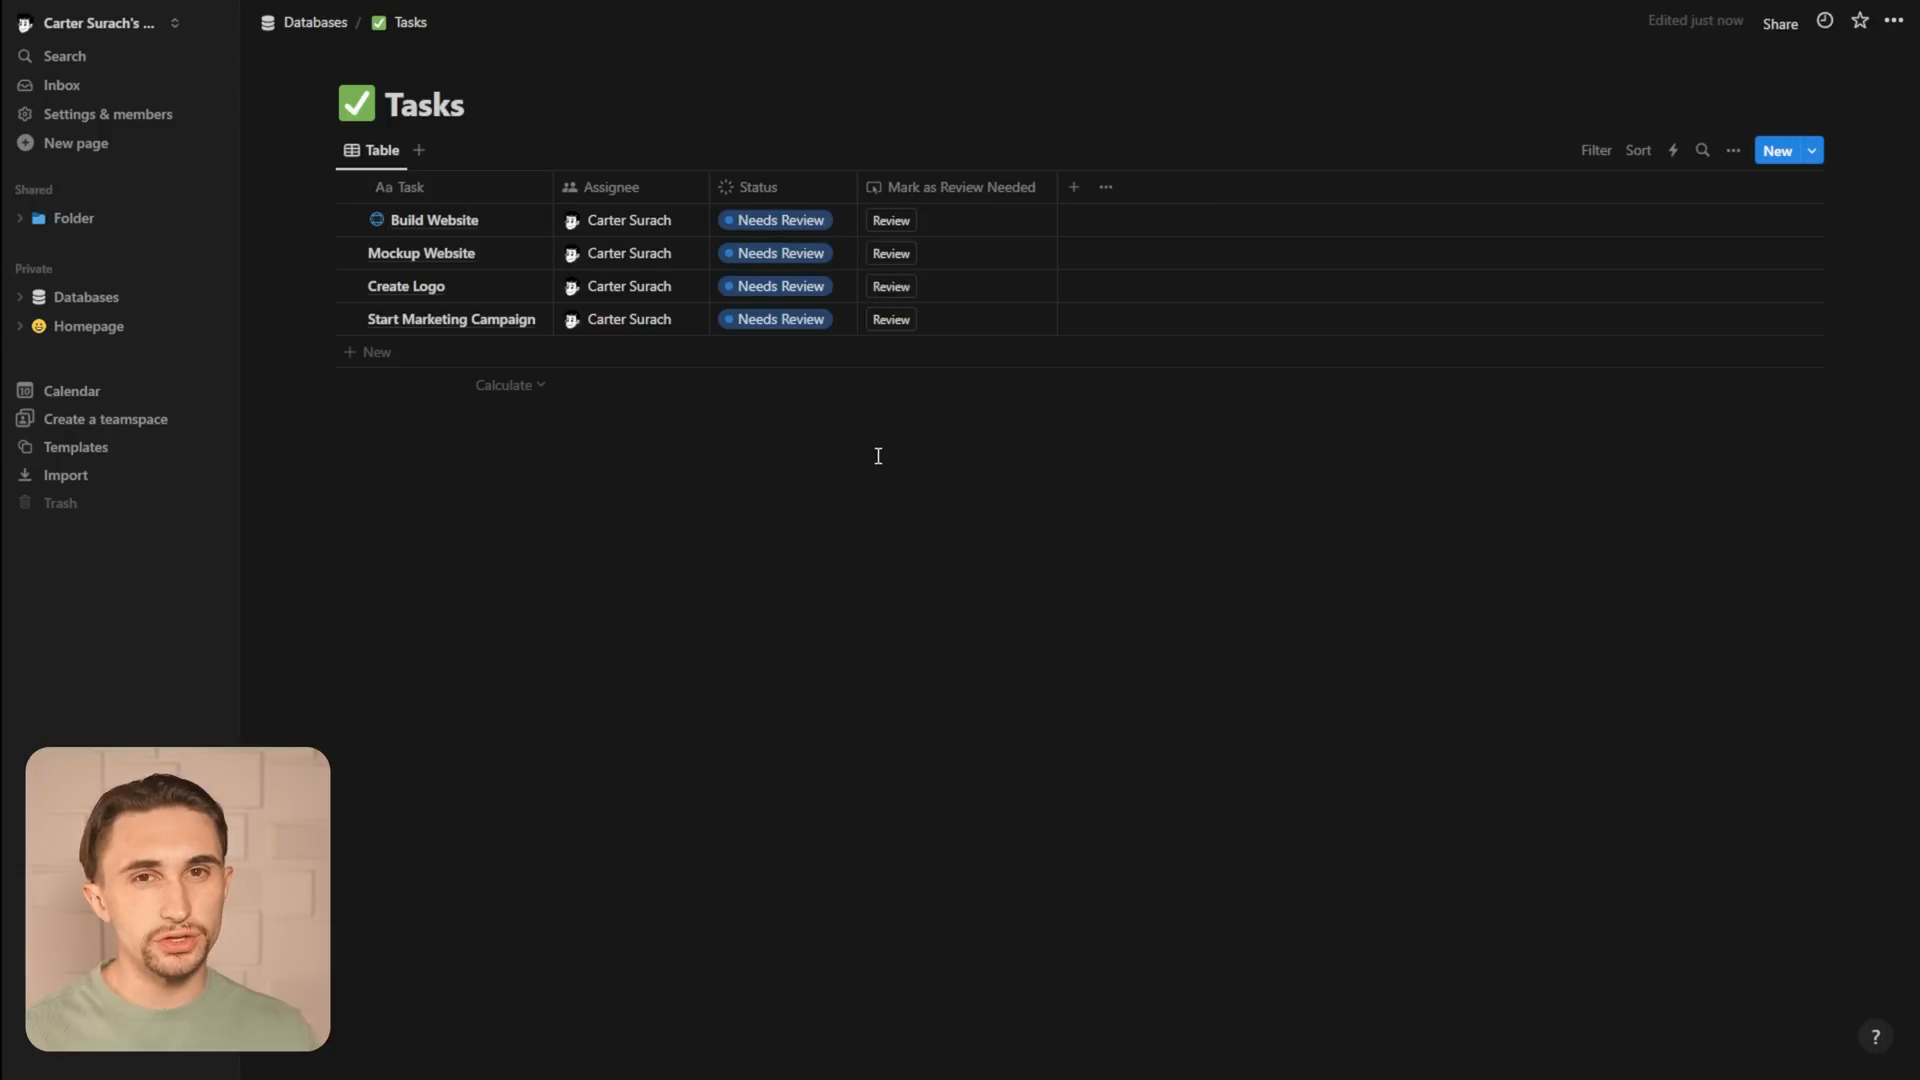 Carter Surach's ...
Search
Inbox
Settings & members
New page
Shared
Folder
Private
Databases
Homepage
10 Calendar
Create a teamspace
Templates
Import
Trash
Databases / Tasks
Edited just now Share
Tasks
Table
Filter Sort New
Aa Task Assignee Status Mark as Review Needed
Build Website Carter Surach Needs Review Review
Mockup Website Carter Surach Needs Review Review
Create Logo Carter Surach Needs Review Review
Start Marketing Campaign Carter Surach Needs Review Review
+ New
Calculate
?